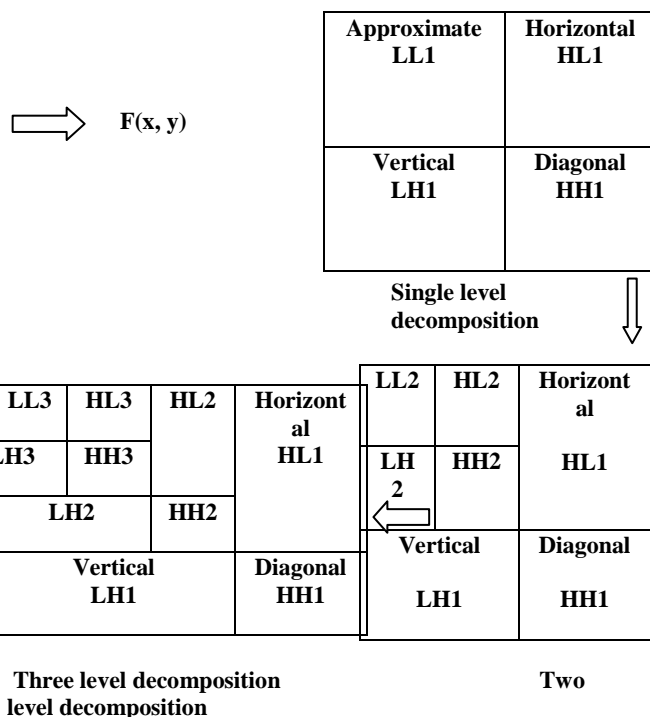 Approximate
LL1
Horizontal
HL1
F(x, y)
Vertical
LH1
Diagonal
HH1
Single level
decomposition
LL3
HL3
HL2
Horizont
al
HL1
LH3
HH3
LH2
HH2
Vertical
LH1
Diagonal
HH1
LL2
HL2
Horizont
al
HL1
LH
2
HH2
Vertical
LH1
Diagonal
HH1
Three level decomposition
Two
level decomposition